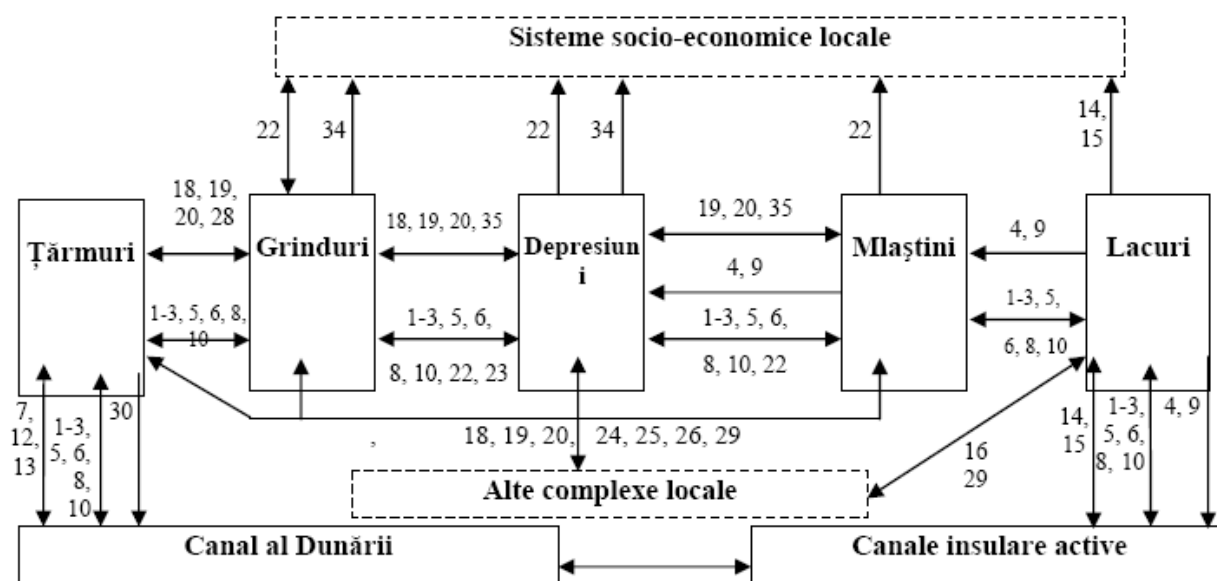 Sisteme socio-economice locale
22
34
22
34
22
14,
15
18, 19,
20, 28
18, 19, 20, 35
19, 20, 35
4, 9
Țărmuri
Grinduri
Depresiun
i
Mlaştini
Lacuri
4, 9
1-3, 5, 6, 8,
10
1-3, 5, 6,
8, 10, 22, 23
1-3, 5, 6,
8, 10, 22
1-3, 5,
6, 8, 10
7,
12,
13
1-3,
5, 6,
8,
10
30
,
18, 19, 20,
24, 25, 26, 29
16
29
14,
15
1-3,
5, 6,
8, 10
4, 9
Alte complexe locale
Canal al Dunării
Canale insulare active